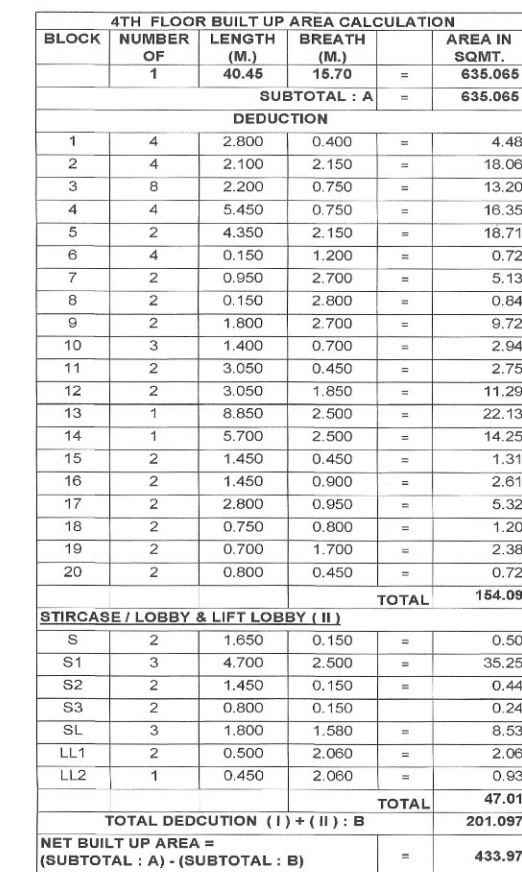 4TH FLOOR BUILT UP AREA CALCULATION
BLOCK NUMBER OF LENGTH (M.) BREATH (M.) AREA IN SQMT.
1 40.45 15.70 = 635.065
SUBTOTAL : A = 635.065
DEDUCTION
1 4 2.800 0.400 = 4.48
2 4 2.100 2.150 = 18.06
3 8 2.200 0.750 = 13.20
4 4 5.450 0.750 = 16.35
5 2 4.350 2.150 = 18.71
6 4 0.150 1.200 = 0.72
7 2 0.950 2.700 = 5.13
8 2 0.150 2.800 = 0.84
9 2 1.800 2.700 = 9.72
10 3 1.400 0.700 = 2.94
11 2 3.050 0.450 = 2.75
12 2 3.050 1.850 = 11.29
13 1 8.850 2.500 = 22.13
14 1 5.700 2.500 = 14.25
15 2 1.450 0.450 = 1.31
16 2 1.450 0.900 = 2.61
17 2 2.800 0.950 = 5.32
18 2 0.750 0.800 = 1.20
19 2 0.700 1.700 = 2.38
20 2 0.800 0.450 = 0.72
TOTAL 154.09
STIRCASE / LOBBY & LIFT LOBBY ( II )
S 2 1.650 0.150 = 0.50
S1 3 4.700 2.500 = 35.25
S2 2 1.450 0.150 = 0.44
S3 2 0.800 0.150 0.24
SL 3 1.800 1.580 = 8.53
LL1 2 0.500 2.060 = 2.06
LL2 1 0.450 2.060 = 0.93
TOTAL 47.01
TOTAL DEDCUTION ( I ) + ( II ) : B 201.097
NET BUILT UP AREA =
(SUBTOTAL : A) - (SUBTOTAL : B) = 433.97